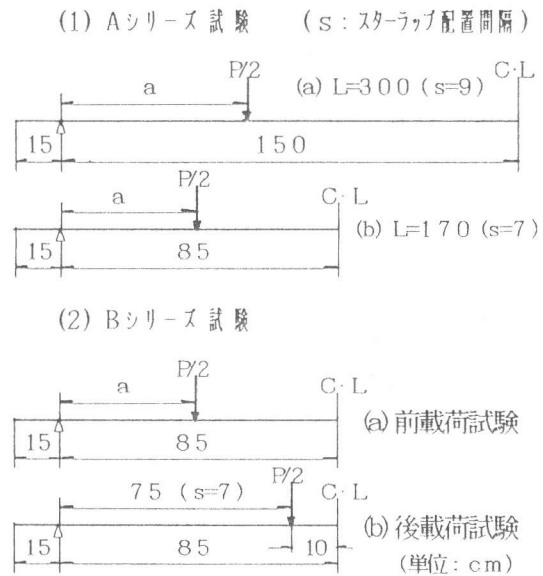 (1) Aシリーズ試験 (s:スターラップ配置間隔)
P/2 C·L
a (a) L=300 (s=9)
15 150
P/2 C·L
a (b) L=170 (s=7)
15 85
(2) Bシリーズ試験
P/2 C·L
a (a)前載荷試験
15 85
P/2 C·L
75 (s=7)
(b)後載荷試験
15 85 10
(単位:cm)